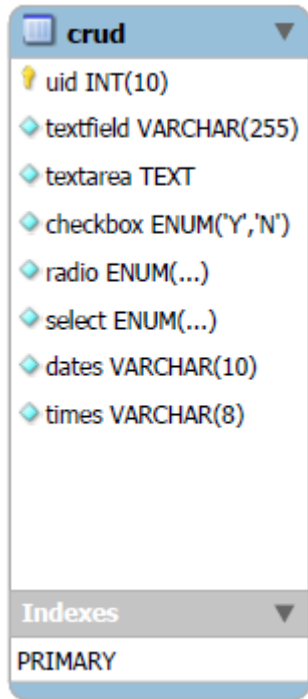 crud
uid INT(10)
textfield VARCHAR(255)
textarea TEXT
checkbox ENUM('Y','N')
radio ENUM(...)
select ENUM(...)
dates VARCHAR(10)
times VARCHAR(8)
Indexes
PRIMARY